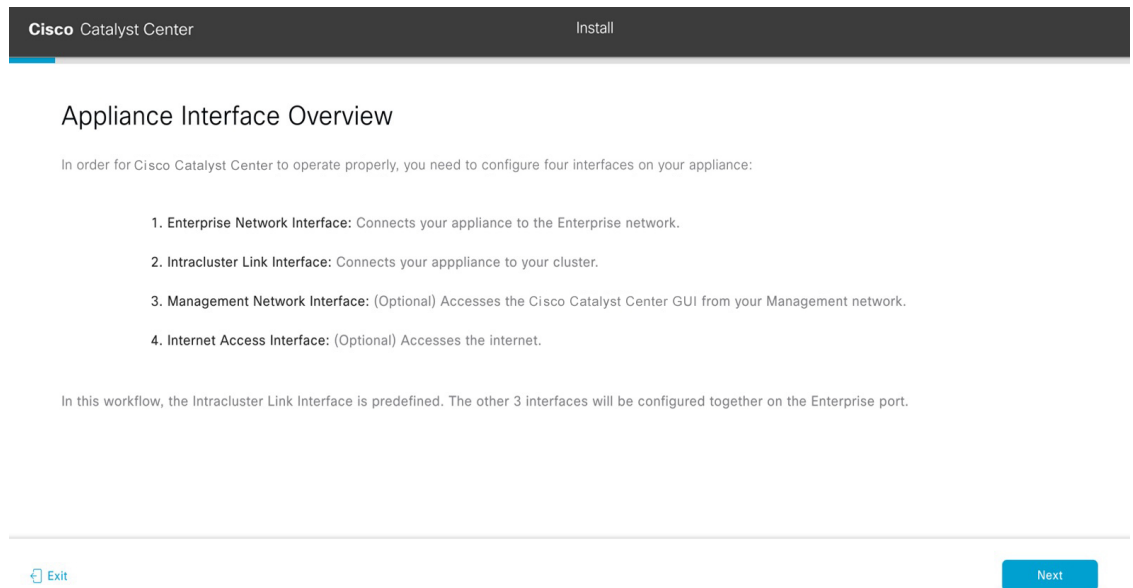 Cisco Catalyst Center
Install
Appliance Interface Overview
In order for Cisco Catalyst Center to operate properly, you need to configure four interfaces on your appliance:
1. Enterprise Network Interface: Connects your appliance to the Enterprise network.
2. Intracluster Link Interface: Connects your apppliance to your cluster.
3. Management Network Interface: (Optional) Accesses the Cisco Catalyst Center GUI from your Management network.
4. Internet Access Interface: (Optional) Accesses the internet.
In this workflow, the Intracluster Link Interface is predefined. The other 3 interfaces will be configured together on the Enterprise port.
Exit
Next